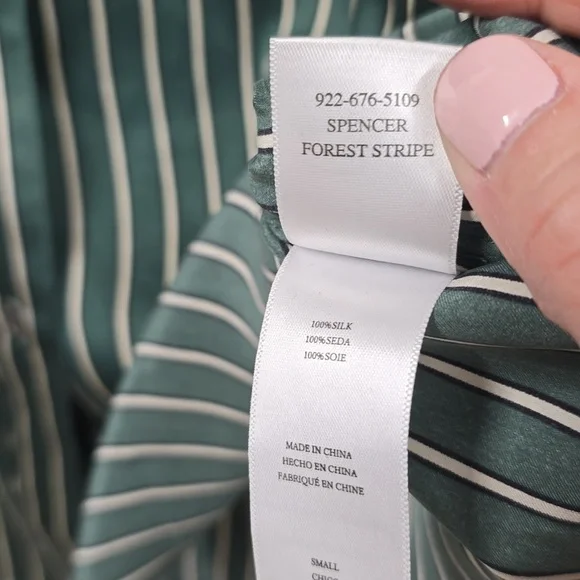 922-676-5109
SPENCER
FOREST STRIPE
100%SILK
100%SEDA
100%SOIE
MADE IN CHINA
HECHO EN CHINA
FABRIQUÉ EN CHINE
SMALL